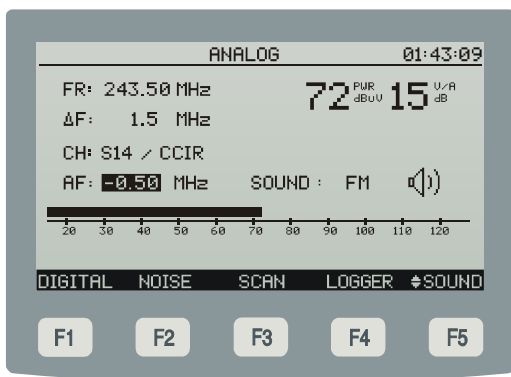 ANALOG 01:43:09
FR: 243.50 MHz 72 PWR dBuV 15 V/A dB
ΔF: 1.5 MHz
CH: S14 / CCIR
AF: -0.50 MHz SOUND : FM
20 30 40 50 60 70 80 90 100 110 120
DIGITAL NOISE SCAN LOGGER SOUND
F1 F2 F3 F4 F5